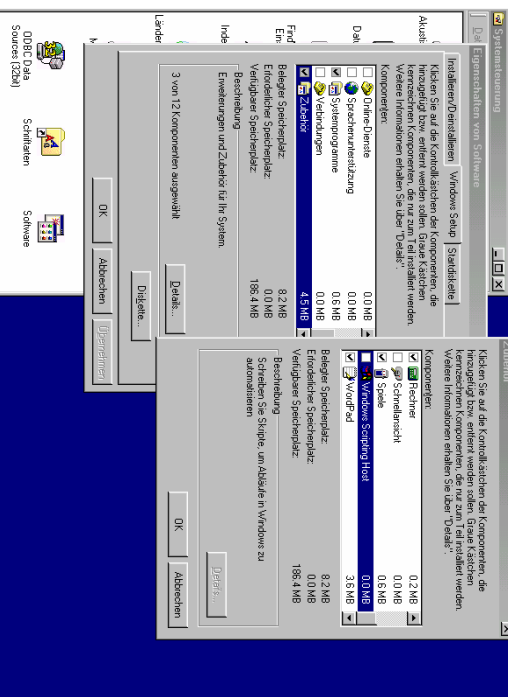 Systemsteuerung
Da
Akusti
Datu
Find
Ein
Inde
Länder
M
ODBC Data
Sources (32bit)
Schriftarten
Software
Eigenschaften von Software
Installieren/Deinstallieren
Windows Setup
Startdiskette
Klicken Sie auf die Kontrollkästchen der Komponenten, die
hinzugefügt bzw. entfernt werden sollen. Graue Kästchen
kennzeichnen Komponenten, die nur zum Teil installiert werden.
Weitere Informationen erhalten Sie über "Details".
Komponenten:
Online-Dienste 0.0 MB
Sprachenunterstützung 0.0 MB
Systemprogramme 0.6 MB
Verbindungen 0.0 MB
Zubehör 4.5 MB
Belegter Speicherplatz: 8.2 MB
Erforderlicher Speicherplatz: 0.0 MB
Verfügbarer Speicherplatz: 186.4 MB
Beschreibung
Erweiterungen und Zubehör für Ihr System.
3 von 12 Komponenten ausgewählt
Details...
Diskette...
OK
Abbrechen
Übernehmen
Klicken Sie auf die Kontrollkästchen der Komponenten, die
hinzugefügt bzw. entfernt werden sollen. Graue Kästchen
kennzeichnen Komponenten, die nur zum Teil installiert werden.
Weitere Informationen erhalten Sie über "Details".
Komponenten:
Rechner 0.2 MB
Schnellansicht 0.0 MB
Spiele 0.6 MB
Windows Scripting Host 0.0 MB
WordPad 3.6 MB
Belegter Speicherplatz: 8.2 MB
Erforderlicher Speicherplatz: 0.0 MB
Verfügbarer Speicherplatz: 186.4 MB
Beschreibung
Schreiben Sie Skripte, um Abläufe in Windows zu
automatisieren
Details...
OK
Abbrechen